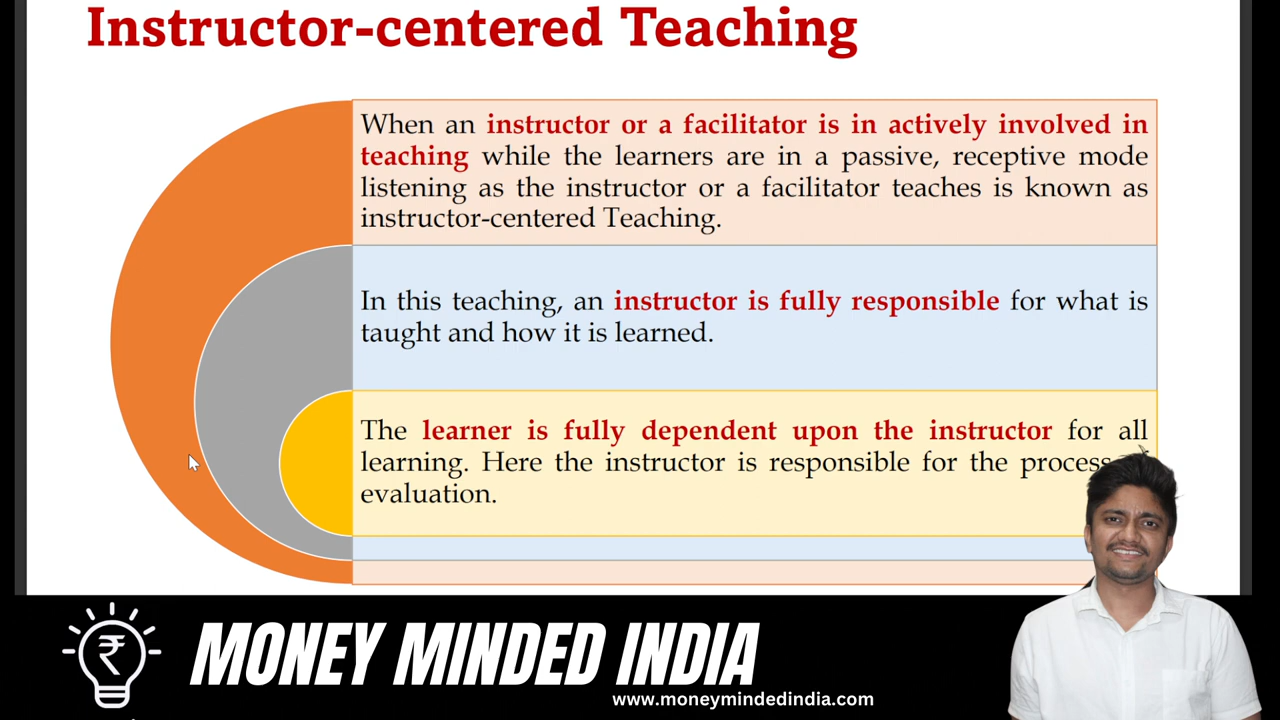 Instructor-centered Teaching
When an instructor or a facilitator is in actively involved in
teaching while the learners are in a passive, receptive mode
listening as the instructor or a facilitator teaches is known as
instructor-centered Teaching.
In this teaching, an instructor is fully responsible for what is
taught and how it is learned.
The learner is fully dependent upon the instructor for all
learning. Here the instructor is responsible for the process
evaluation.
₹
MONEY MINDED INDIA
www.moneymindedindia.com